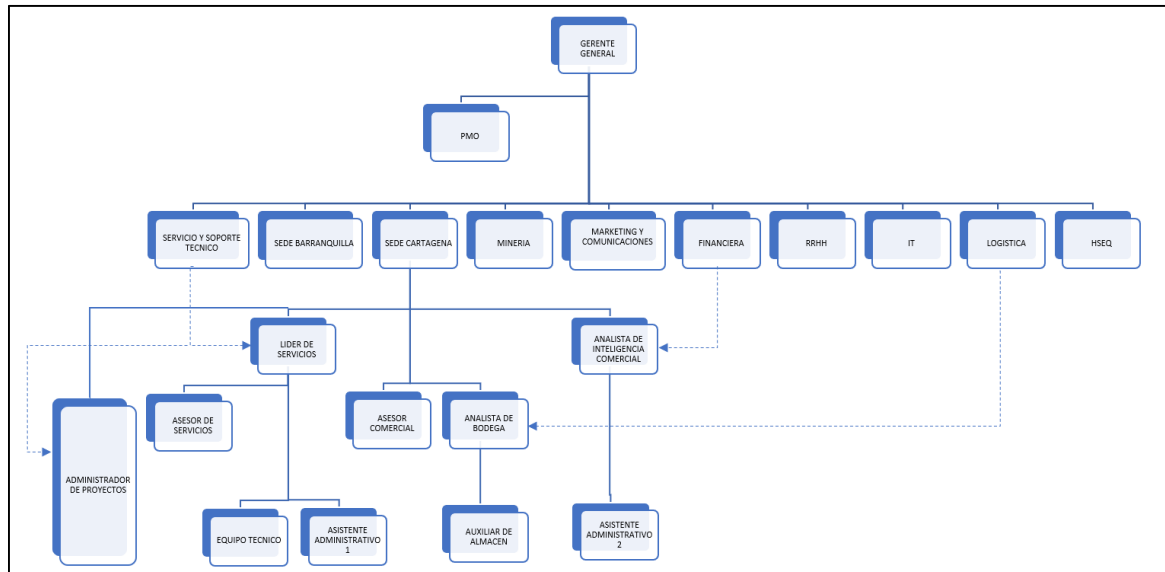 GERENTE
GENERAL
PMO
SERVICIO Y SOPORTE
TECNICO
SEDE BARRANQUILLA
SEDE CARTAGENA
MINERIA
MARKETING Y
COMUNICACIONES
FINANCIERA
RRHH
IT
LOGISTICA
HSEQ
LIDER DE
SERVICIOS
ANALISTA DE
INTELIGENCIA
COMERCIAL
ASESOR DE
SERVICIOS
ASESOR
COMERCIAL
ANALISTA DE
BODEGA
ADMINISTRADOR
DE PROYECTOS
EQUIPO TECNICO
ASISTENTE
ADMINISTRATIVO
1
AUXILIAR DE
ALMACEN
ASISTENTE
ADMINISTRATIVO
2